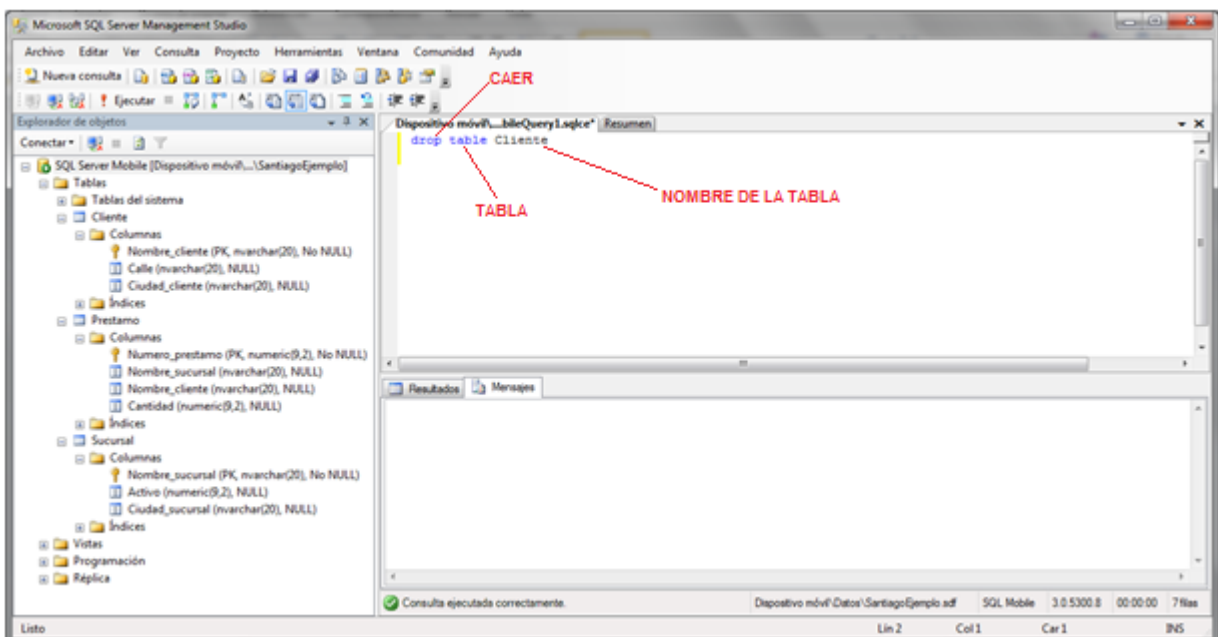 Microsoft SQL Server Management Studio
Archivo Editar Ver Consulta Proyecto Herramientas Ventana Comunidad Ayuda
Nueva consulta
CAER
Ejecutar
Explorador de objetos
Dispositivo móvil\...bileQuery1.sqlce* Resumen
Conectar
drop table Cliente
SQL Server Mobile [Dispositivo móvil\...\SantiagoEjemplo]
Tablas
Tablas del sistema
NOMBRE DE LA TABLA
TABLA
Cliente
Columnas
Nombre_cliente (PK, nvarchar(20), No NULL)
Calle (nvarchar(20), NULL)
Ciudad_cliente (nvarchar(20), NULL)
Índices
Prestamo
Columnas
Numero_prestamo (PK, numeric(9,2), No NULL)
Nombre_sucursal (nvarchar(20), NULL)
Nombre_cliente (nvarchar(20), NULL)
Cantidad (numeric(9,2), NULL)
Índices
Sucursal
Columnas
Nombre_sucursal (PK, nvarchar(20), No NULL)
Activo (numeric(9,2), NULL)
Ciudad_sucursal (nvarchar(20), NULL)
Índices
Vistas
Programación
Réplica
Resultados Mensajes
Consulta ejecutada correctamente. Dispositivo móvil\Datos\SantiagoEjemplo.sdf SQL Mobile 3.0.5300.8 00:00:00 7 filas
Listo Lín 2 Col 1 Car 1 INS